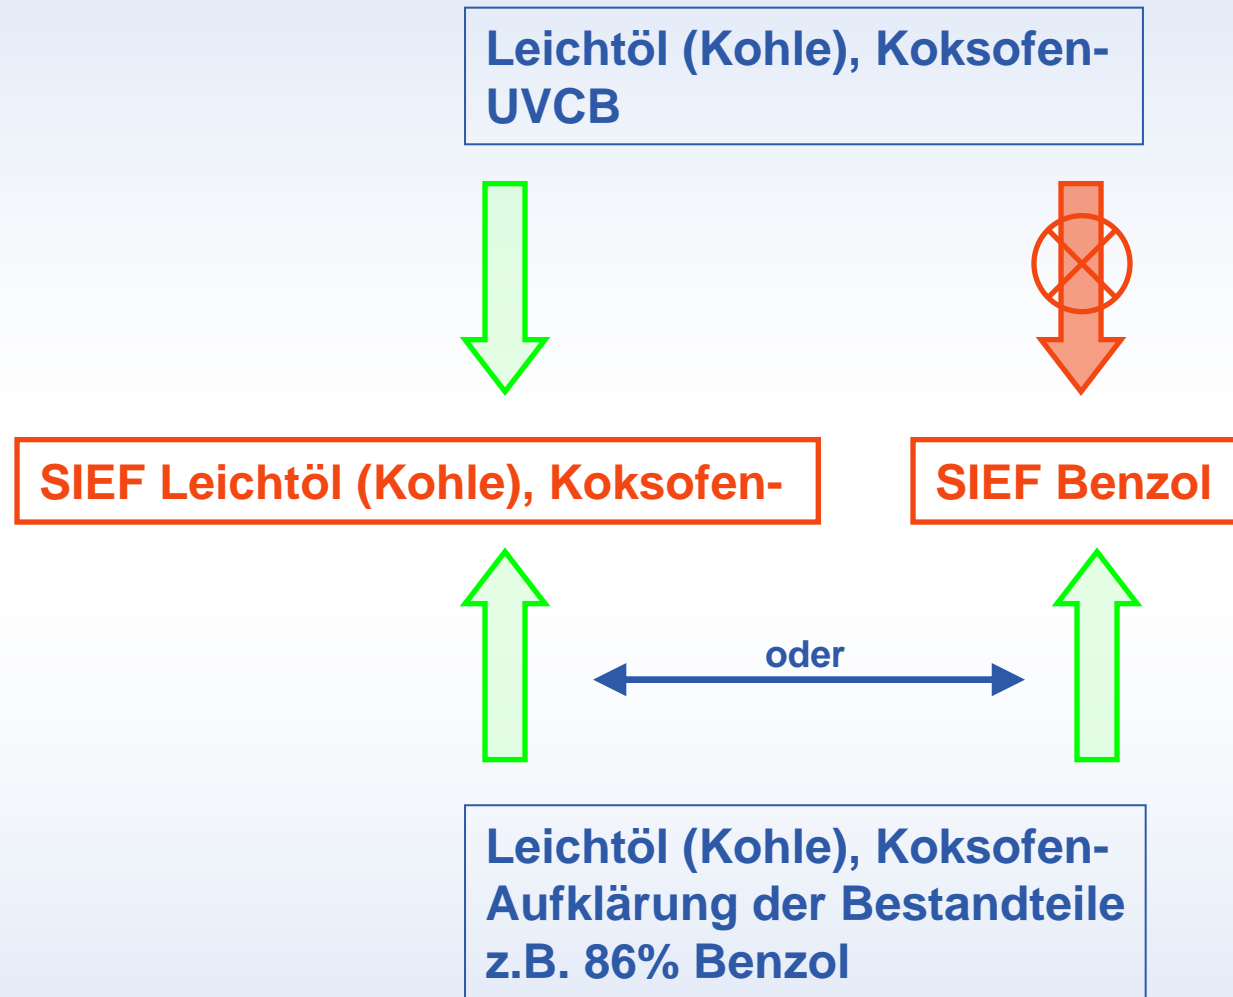 Leichtöl (Kohle), Koksofen-
UVCB
SIEF Leichtöl (Kohle), Koksofen-
SIEF Benzol
oder
Leichtöl (Kohle), Koksofen-
Aufklärung der Bestandteile
z.B. 86% Benzol